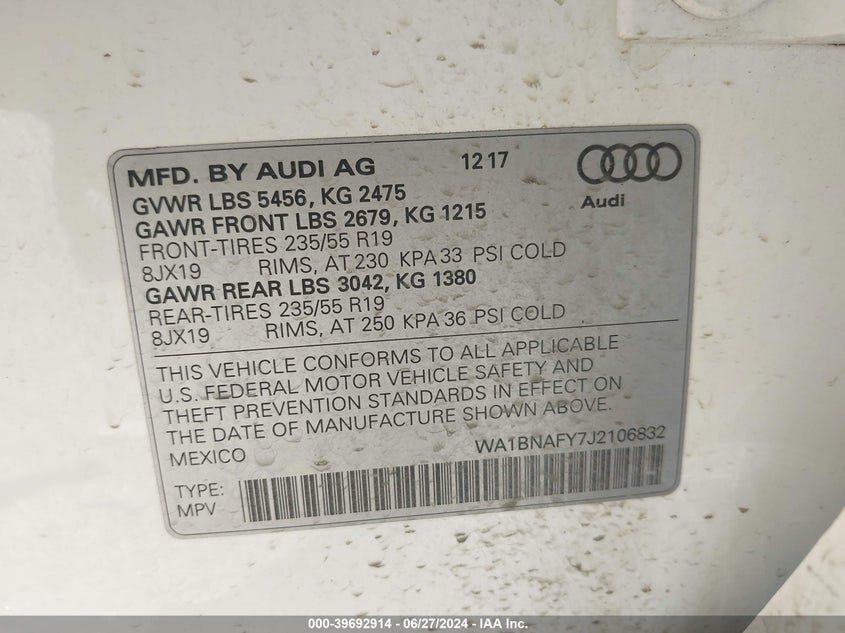 MFD. BY AUDI AG 12 17
Audi
GVWR LBS 5456, KG 2475
GAWR FRONT LBS 2679, KG 1215
FRONT-TIRES 235/55 R19
8JX19 RIMS, AT 230 KPA 33 PSI COLD
GAWR REAR LBS 3042, KG 1380
REAR-TIRES 235/55 R19
8JX19 RIMS, AT 250 KPA 36 PSI COLD
THIS VEHICLE CONFORMS TO ALL APPLICABLE
U.S. FEDERAL MOTOR VEHICLE SAFETY AND
THEFT PREVENTION STANDARDS IN EFFECT ON
THE DATE OF MANUFACTURE SHOWN ABOVE.
MEXICO WA1BNAFY7J2106832
TYPE:
MPV
000-39692914 - 06/27/2024 - IAA Inc.